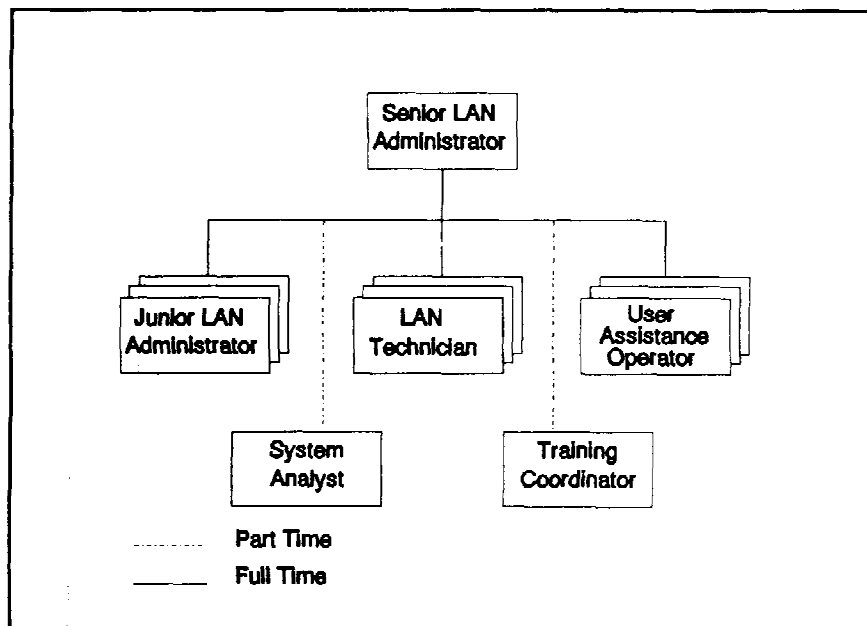 Senior LAN
Administrator
Junior LAN
Administrator
LAN
Technician
User
Assistance
Operator
System
Analyst
Training
Coordinator
Part Time
Full Time